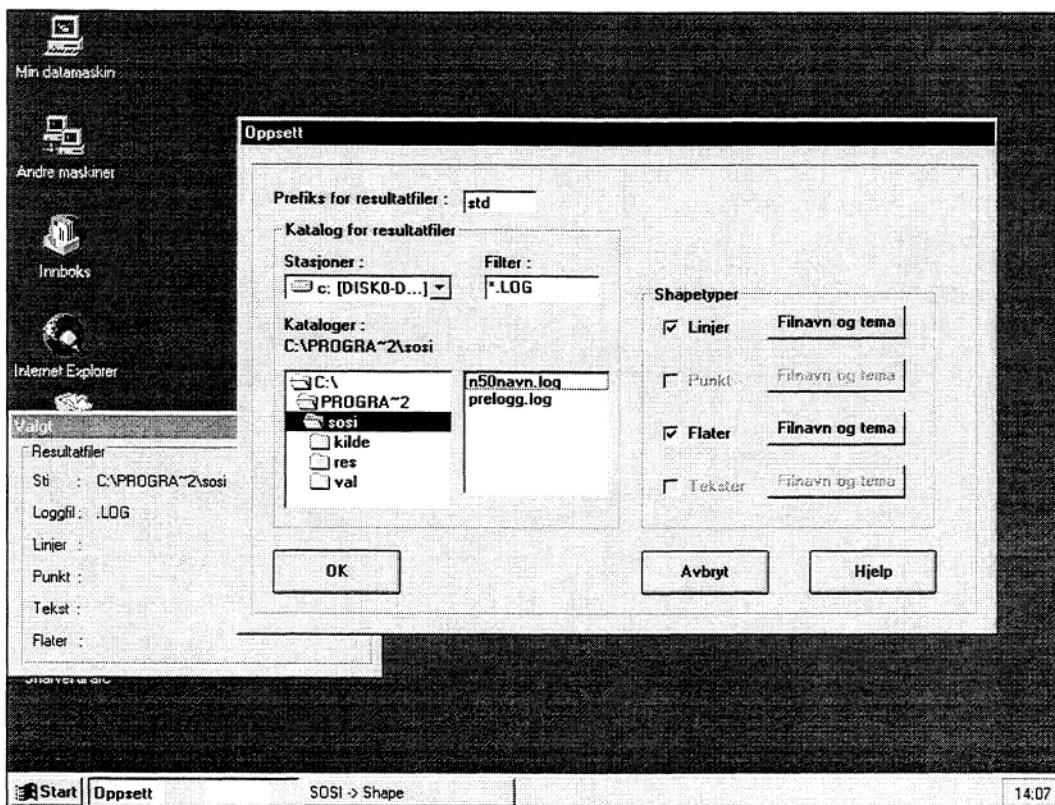 Min datamaskin
Andre maskiner
Innboks
Internet Explorer
Oppsett
Prefiks for resultatfiler : std
Katalog for resultatfiler
Stasjoner :
c: [DISK0-D...]
Filter :
*.LOG
Kataloger :
C:\PROGRA~2\sosi
C:\
PROGRA~2
sosi
kilde
res
val
n50navn.log
prelogg.log
Shapetyper
Linjer Filnavn og tema
Punkt Filnavn og tema
Flater Filnavn og tema
Tekster Filnavn og tema
OK
Avbryt
Hjelp
Valgt
Resultatfiler
Sti : C:\PROGRA~2\sosi
Loggfil : .LOG
Linjer :
Punkt :
Tekst :
Flater :
Start
Oppsett
SOSI -> Shape
14:07